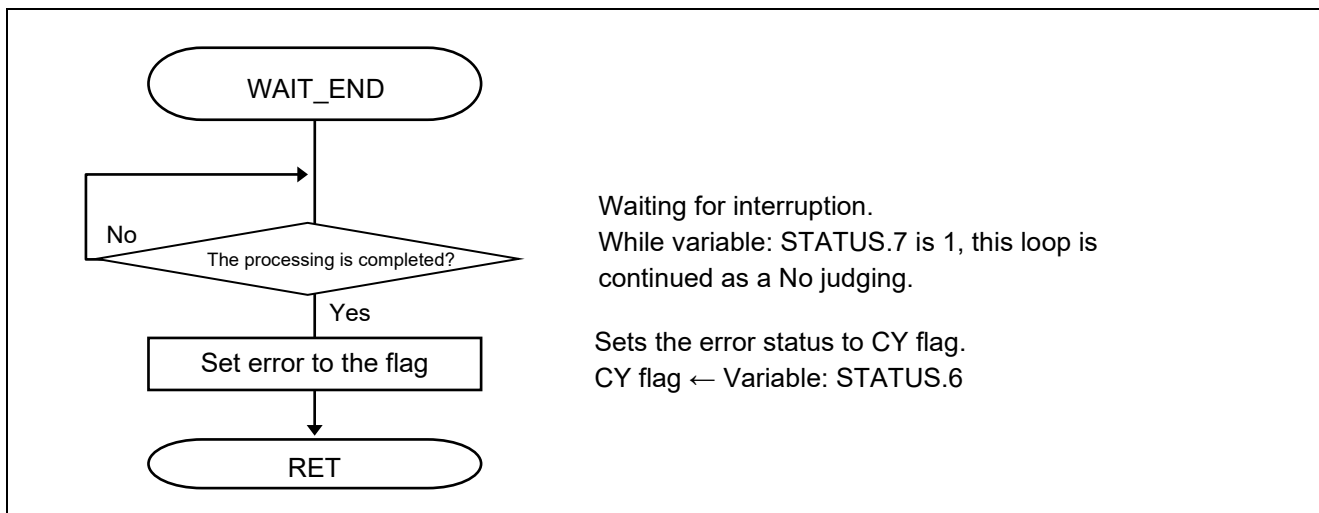 WAIT_END
No
The processing is completed?
Yes
Set error to the flag
RET
Waiting for interruption.
While variable: STATUS.7 is 1, this loop is
continued as a No judging.
Sets the error status to CY flag.
CY flag ← Variable: STATUS.6